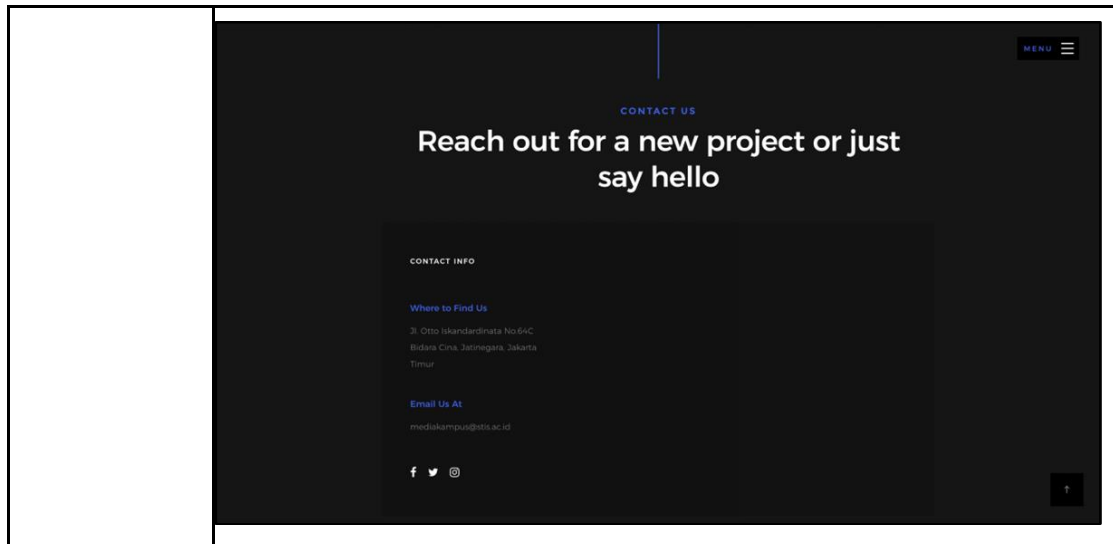 MENU
CONTACT US
Reach out for a new project or just
say hello
CONTACT INFO
Where to Find Us
Jl. Otto Iskandardinata No.64C
Bidara Cina, Jatinegara, Jakarta
Timur
Email Us At
mediakampus@stis.ac.id